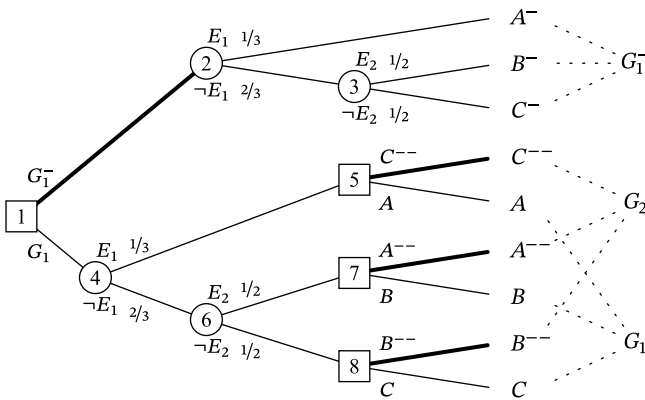 A⁻
E₁ 1/3
2
E₂ 1/2
B⁻
G₁⁻
¬E₁ 2/3
3
¬E₂ 1/2
C⁻
G₁⁻
C⁻⁻
C⁻⁻
5
1
A
A
G₂
G₁
E₁ 1/3
4
A⁻⁻
A⁻⁻
¬E₁ 2/3
E₂ 1/2
7
B
B
6
¬E₂ 1/2
B⁻⁻
B⁻⁻
G₁
8
C
C